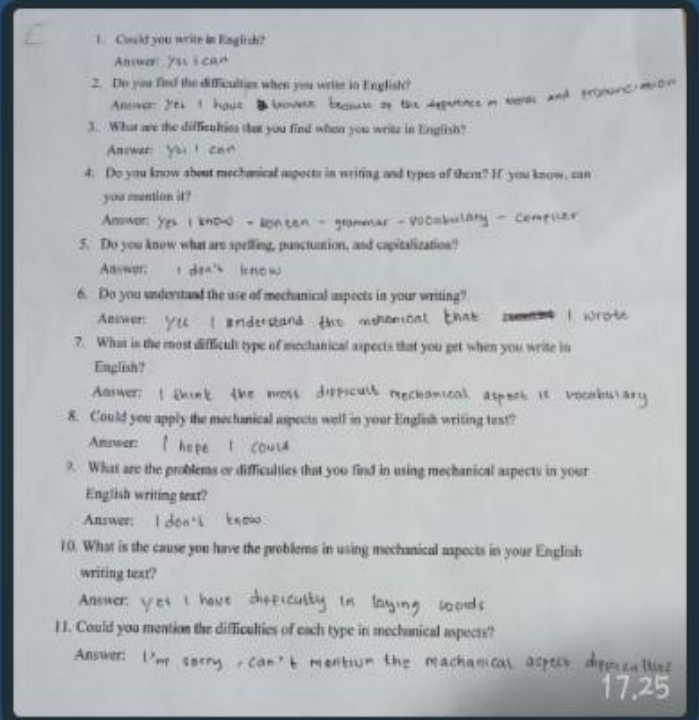 1. Could you write in English?
Answer: Yes i can
2. Do you find the difficulties when you write in English?
Answer: Yes I have because of the in words and
3. What are the difficulties that you find when you write in English?
Answer: Yes I can
4. Do you know about mechanical aspects in writing and types of them? If you know, can
you mention it?
Answer: Yes i know - konten - grammar - vocabulary -
5. Do you know what are spelling, punctuation, and capitalization?
Answer: I don't know
6. Do you understand the use of mechanical aspects in your writing?
Answer: yes I understand the that I wrote
7. What is the most difficult type of mechanical aspects that you get when you write in
English?
Answer: I think the most mechanical aspect is vocabulary
8. Could you apply the mechanical aspects well in your English writing text?
Answer: I hope I could
9. What are the problems or difficulties that you find in using mechanical aspects in your
English writing text?
Answer: I don't know
10. What is the cause you have the problems in using mechanical aspects in your English
writing text?
Answer: yes i have in laying words
11. Could you mention the difficulties of each type in mechanical aspects?
Answer: I'm sorry, can't mention the machanical aspect
17.25